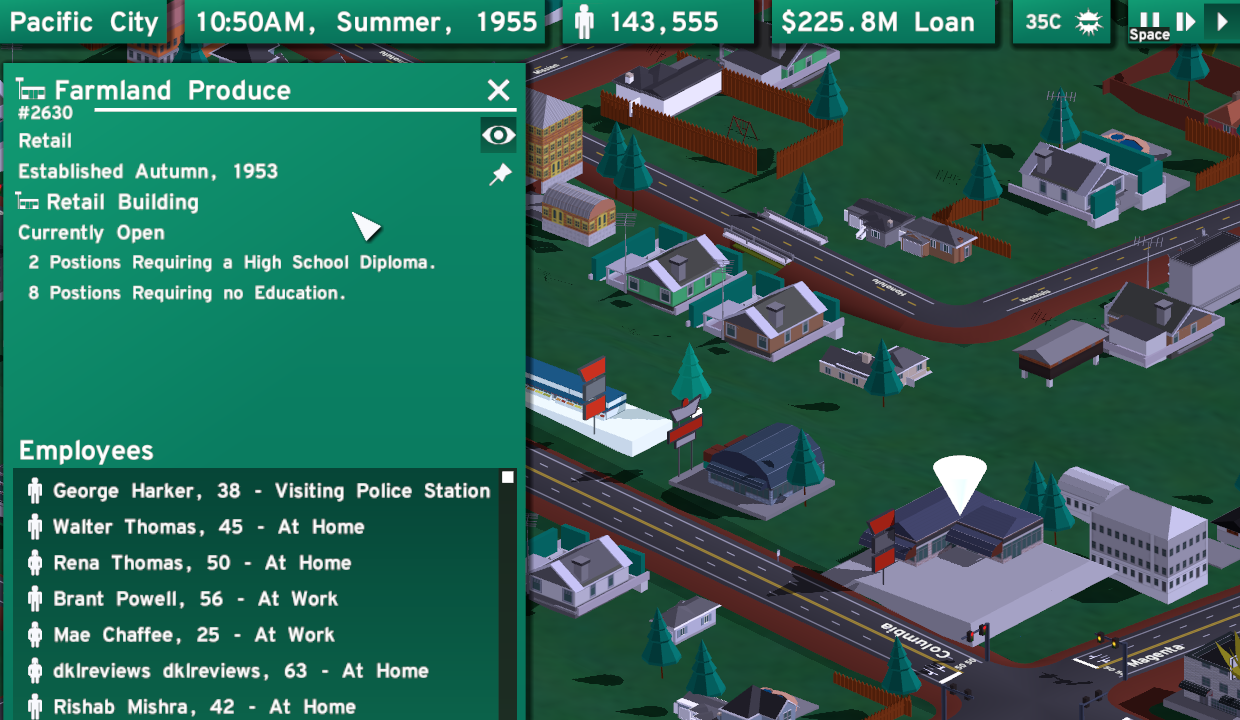 Pacific City
10:50AM, Summer, 1955
143,555
$225.8M Loan
35C
Space
Farmland Produce
#2630
Retail
Established Autumn, 1953
Retail Building
Currently Open
2 Postions Requiring a High School Diploma.
8 Postions Requiring no Education.
Employees
George Harker, 38 - Visiting Police Station
Walter Thomas, 45 - At Home
Rena Thomas, 50 - At Home
Brant Powell, 56 - At Work
Mae Chaffee, 25 - At Work
dklreviews dklreviews, 63 - At Home
Rishab Mishra, 42 - At Home
Mission
Honolulu
Honolulu
Columbia
Magenta